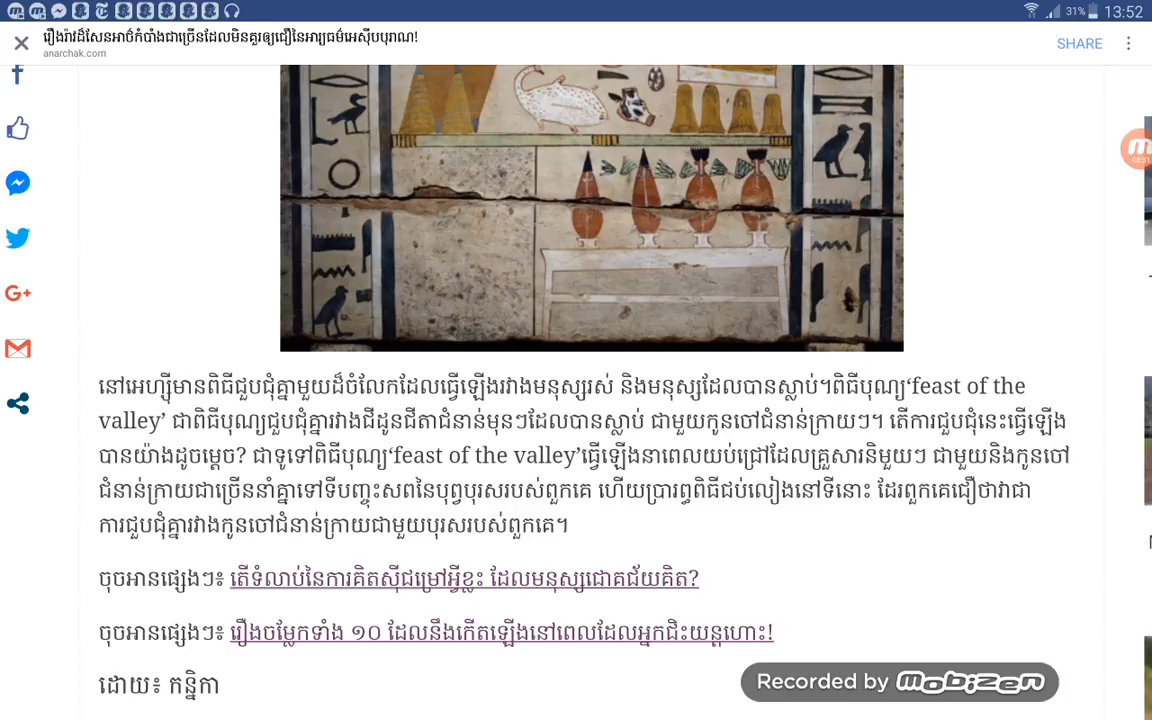 31% 13:52
រឿងរ៉ាវដ៏សែនអាថ៌កំបាំងជាច្រើនដែលមិនគួរឲ្យជឿនៃអារ្យធម៌អេស៊ីបបុរាណ!
anarchak.com
SHARE
08:31
នៅអេហ្ស៊ីមានពិធីជួបជុំគ្នាមួយដ៏ចំលែកដែលធ្វើឡើងរវាងមនុស្សរស់ និងមនុស្សដែលបានស្លាប់។ពិធីបុណ្យ‘feast of the
valley’ ជាពិធីបុណ្យជួបជុំគ្នារវាងជីដូនជីតាជំនាន់មុនៗដែលបានស្លាប់ ជាមួយកូនចៅជំនាន់ក្រាយៗ។ តើការជួបជុំនេះធ្វើឡើង
បានយ៉ាងដូចម្តេច? ជាទូទៅពិធីបុណ្យ‘feast of the valley’ធ្វើឡើងនាពេលយប់ជ្រៅដែលគ្រួសារនិមួយៗ ជាមួយនិងកូនចៅ
ជំនាន់ក្រាយជាច្រើននាំគ្នាទៅទីបញ្ចុះសពនៃបុព្វបុរសរបស់ពួកគេ ហើយប្រារព្ធពិធីជប់លៀងនៅទីនោះ ដែរពួកគេជឿថាវាជា
ការជួបជុំគ្នារវាងកូនចៅជំនាន់ក្រាយជាមួយបុរសរបស់ពួកគេ។
ចុចអានផ្សេងៗ៖ តើទំលាប់នៃការគិតស៊ីជម្រៅអ្វីខ្លះ ដែលមនុស្សជោគជ័យគិត?
ចុចអានផ្សេងៗ៖ រឿងចម្លែកទាំង ១០ ដែលនឹងកើតឡើងនៅពេលដែលអ្នកជិះយន្តហោះ!
ដោយ៖ កន្និកា
Recorded by mobizen